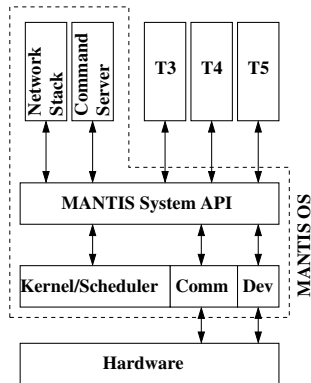 Network
Stack
Command
Server
T3
T4
T5
MANTIS System API
MANTIS OS
Kernel/Scheduler
Comm
Dev
Hardware